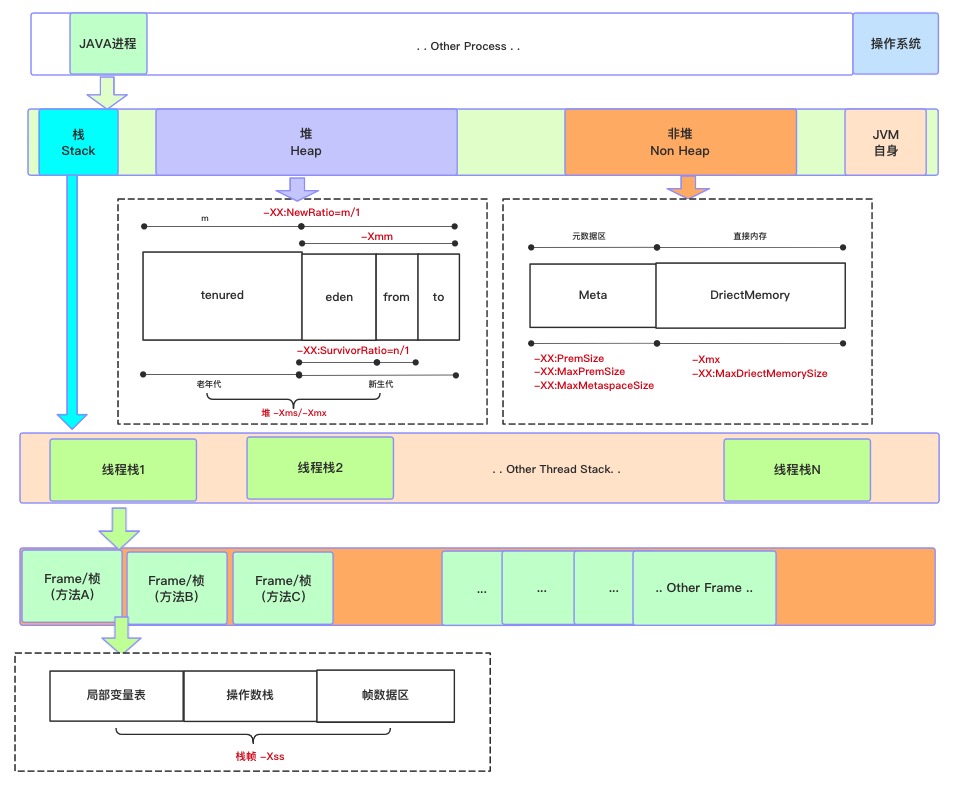 JAVA进程
. . Other Process . .
操作系统
栈
Stack
堆
Heap
非堆
Non Heap
JVM
自身
m
-XX:NewRatio=m/1
-Xmm
tenured
eden
from
to
-XX:SurvivorRatio=n/1
老年代
新生代
堆 -Xms/-Xmx
元数据区
直接内存
Meta
DriectMemory
-XX:PremSize
-XX:MaxPremSize
-XX:MaxMetaspaceSize
-Xmx
-XX:MaxDriectMemorySize
线程栈1
线程栈2
. . Other Thread Stack. .
线程栈N
Frame/桢
(方法A)
Frame/桢
(方法B)
Frame/桢
(方法C)
...
...
...
.. Other Frame ..
局部变量表
操作数栈
帧数据区
栈帧 -Xss